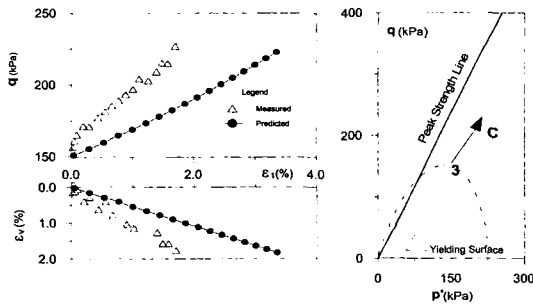 250
q (kPa)
200
150
Legend
Measured
Predicted
0.0
ε1(%)
2.0
4.0
0.0
εv (%)
1.0
2.0
400
q (kPa)
Peak Strength Line
200
C
3
Yielding Surface
0
0
150
300
p'(kPa)